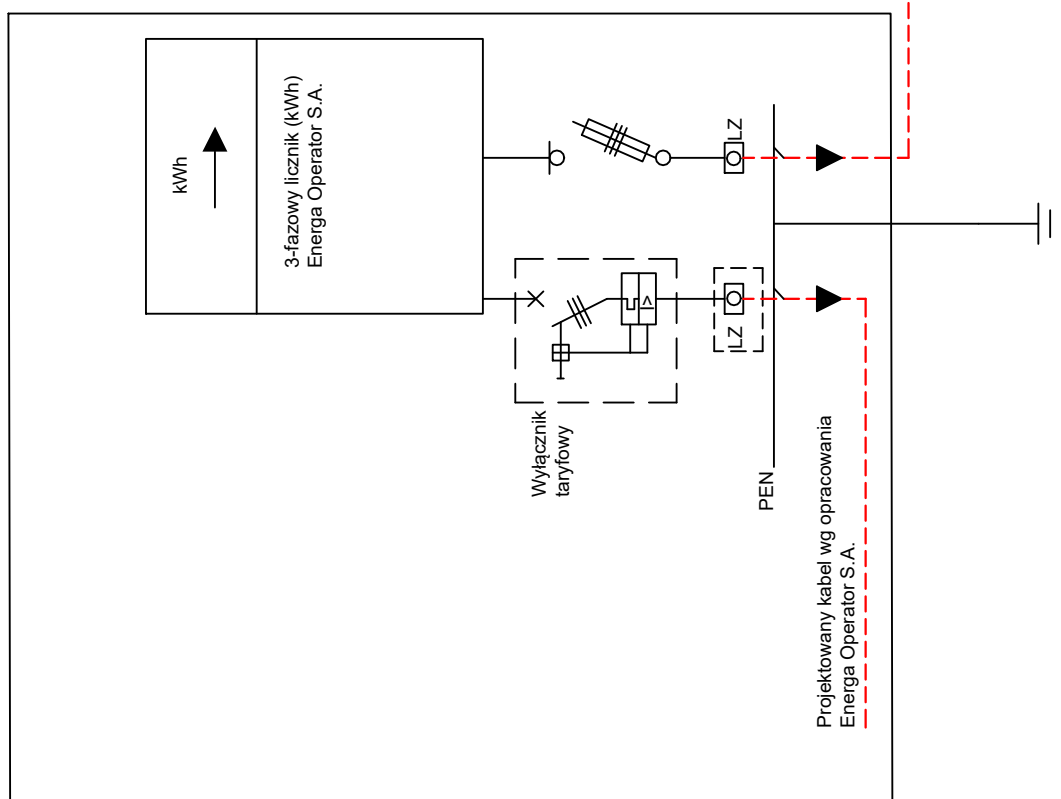 kWh
3-fazowy licznik (kWh)
Energa Operator S.A.
LZ
I>
LZ
Wyłącznik
taryfowy
PEN
Projektowany kabel wg opracowania
Energa Operator S.A.